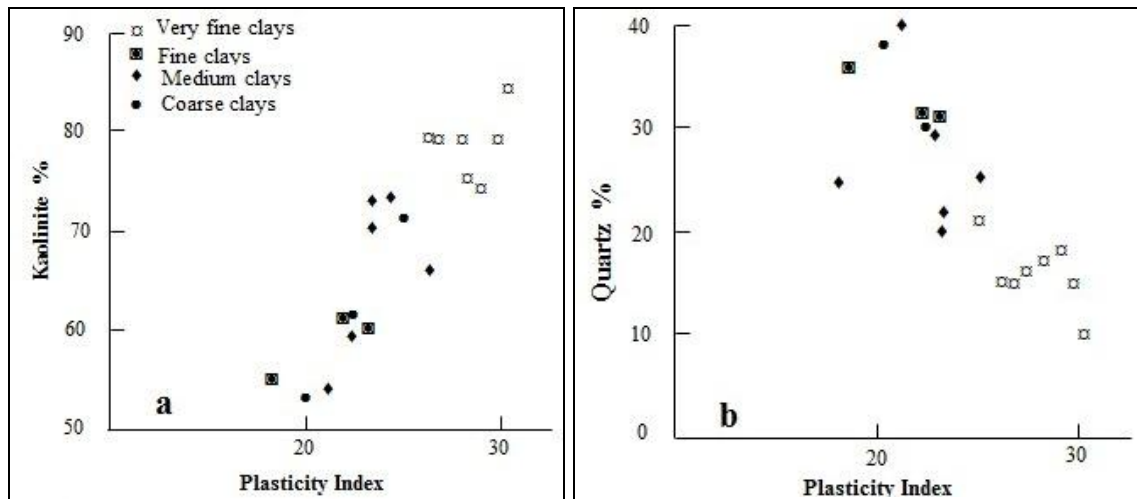 90
80
70
60
50
Kaolinite %
Very fine clays
Fine clays
Medium clays
Coarse clays
a
20
30
Plasticity Index
40
30
20
10
0
Quartz %
b
20
30
Plasticity Index